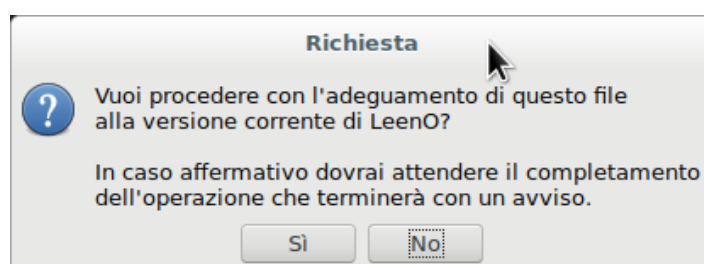 Richiesta
Vuoi procedere con l'adeguamento di questo file
alla versione corrente di LeenO?
In caso affermativo dovrai attendere il completamento
dell'operazione che terminerà con un avviso.
Sì
No